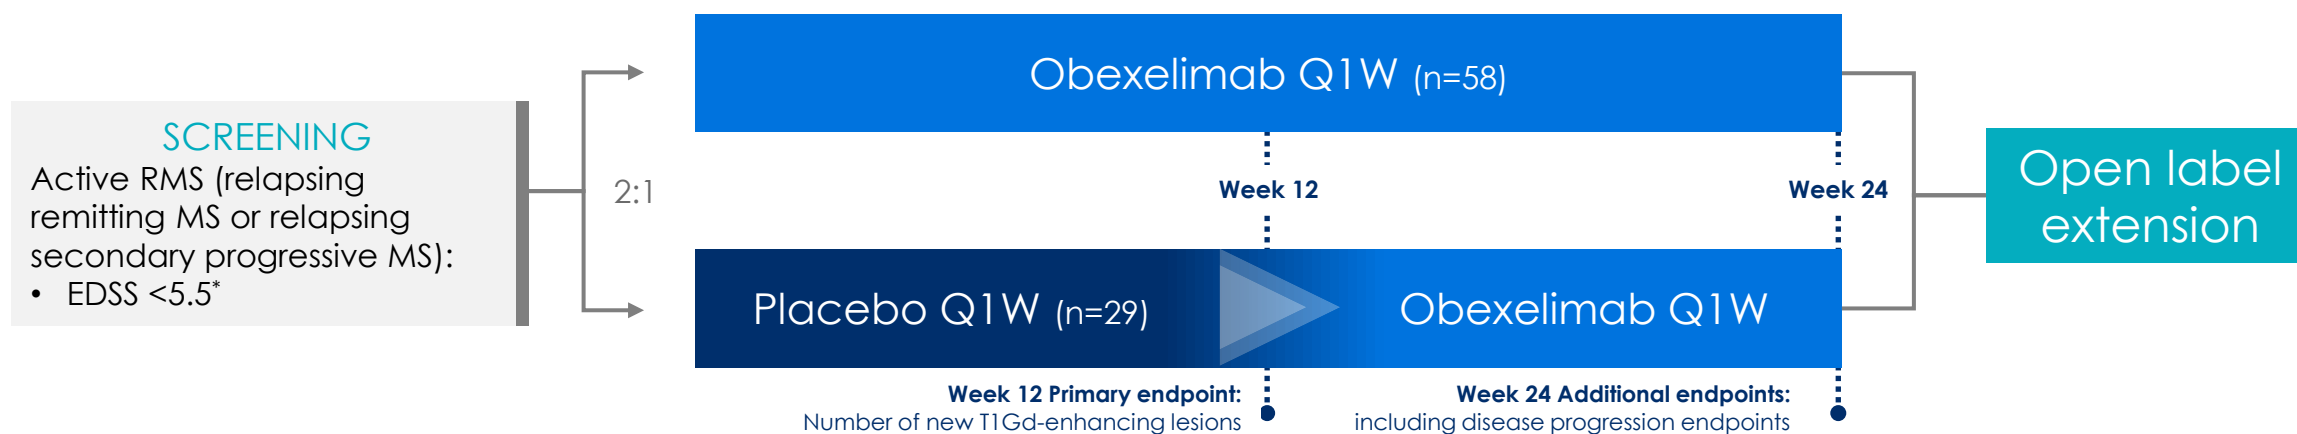 SCREENING
Active RMS (relapsing
remitting MS or relapsing
secondary progressive MS):
• EDSS <5.5*
2:1
Obexelimab Q1W (n=58)
Week 12
Week 24
Placebo Q1W (n=29)
Obexelimab Q1W
Week 12 Primary endpoint:
Number of new T1Gd-enhancing lesions
Week 24 Additional endpoints:
including disease progression endpoints
Open label
extension